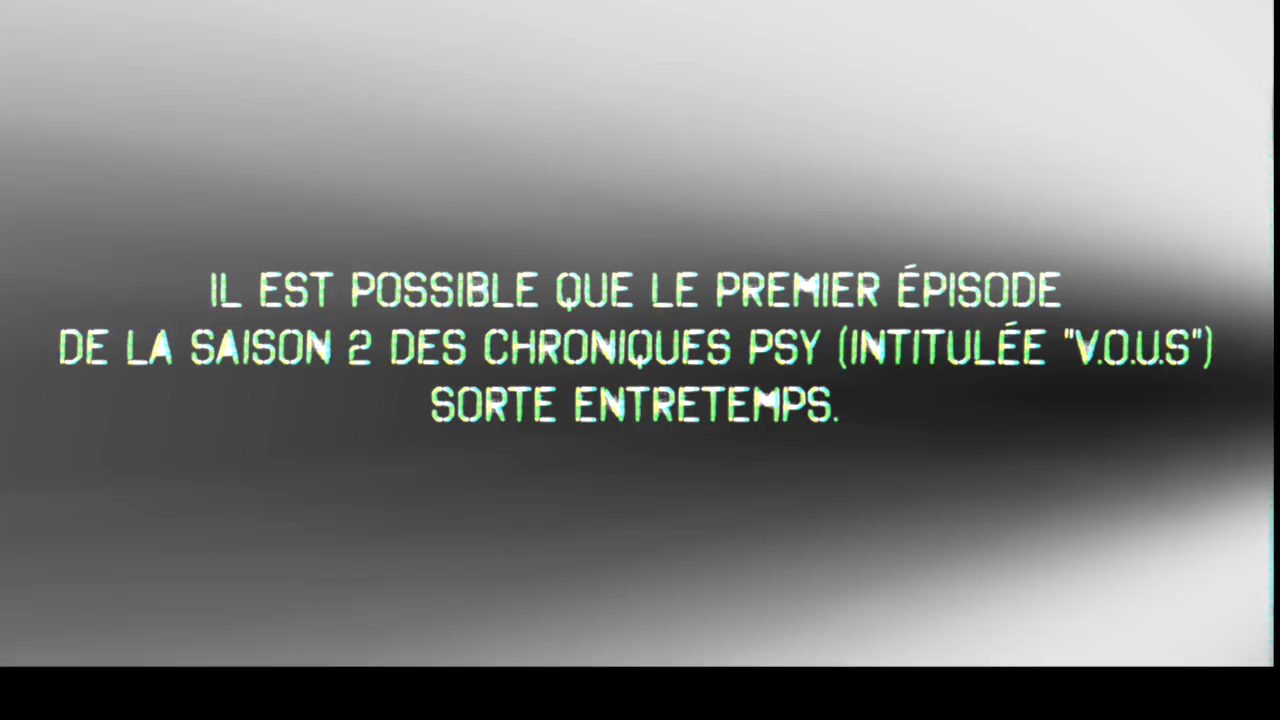 IL EST POSSIBLE QUE LE PREMIER ÉPISODE
DE LA SAISON 2 DES CHRONIQUES PSY (INTITULÉE "V.O.U.S")
SORTE ENTRETEMPS.